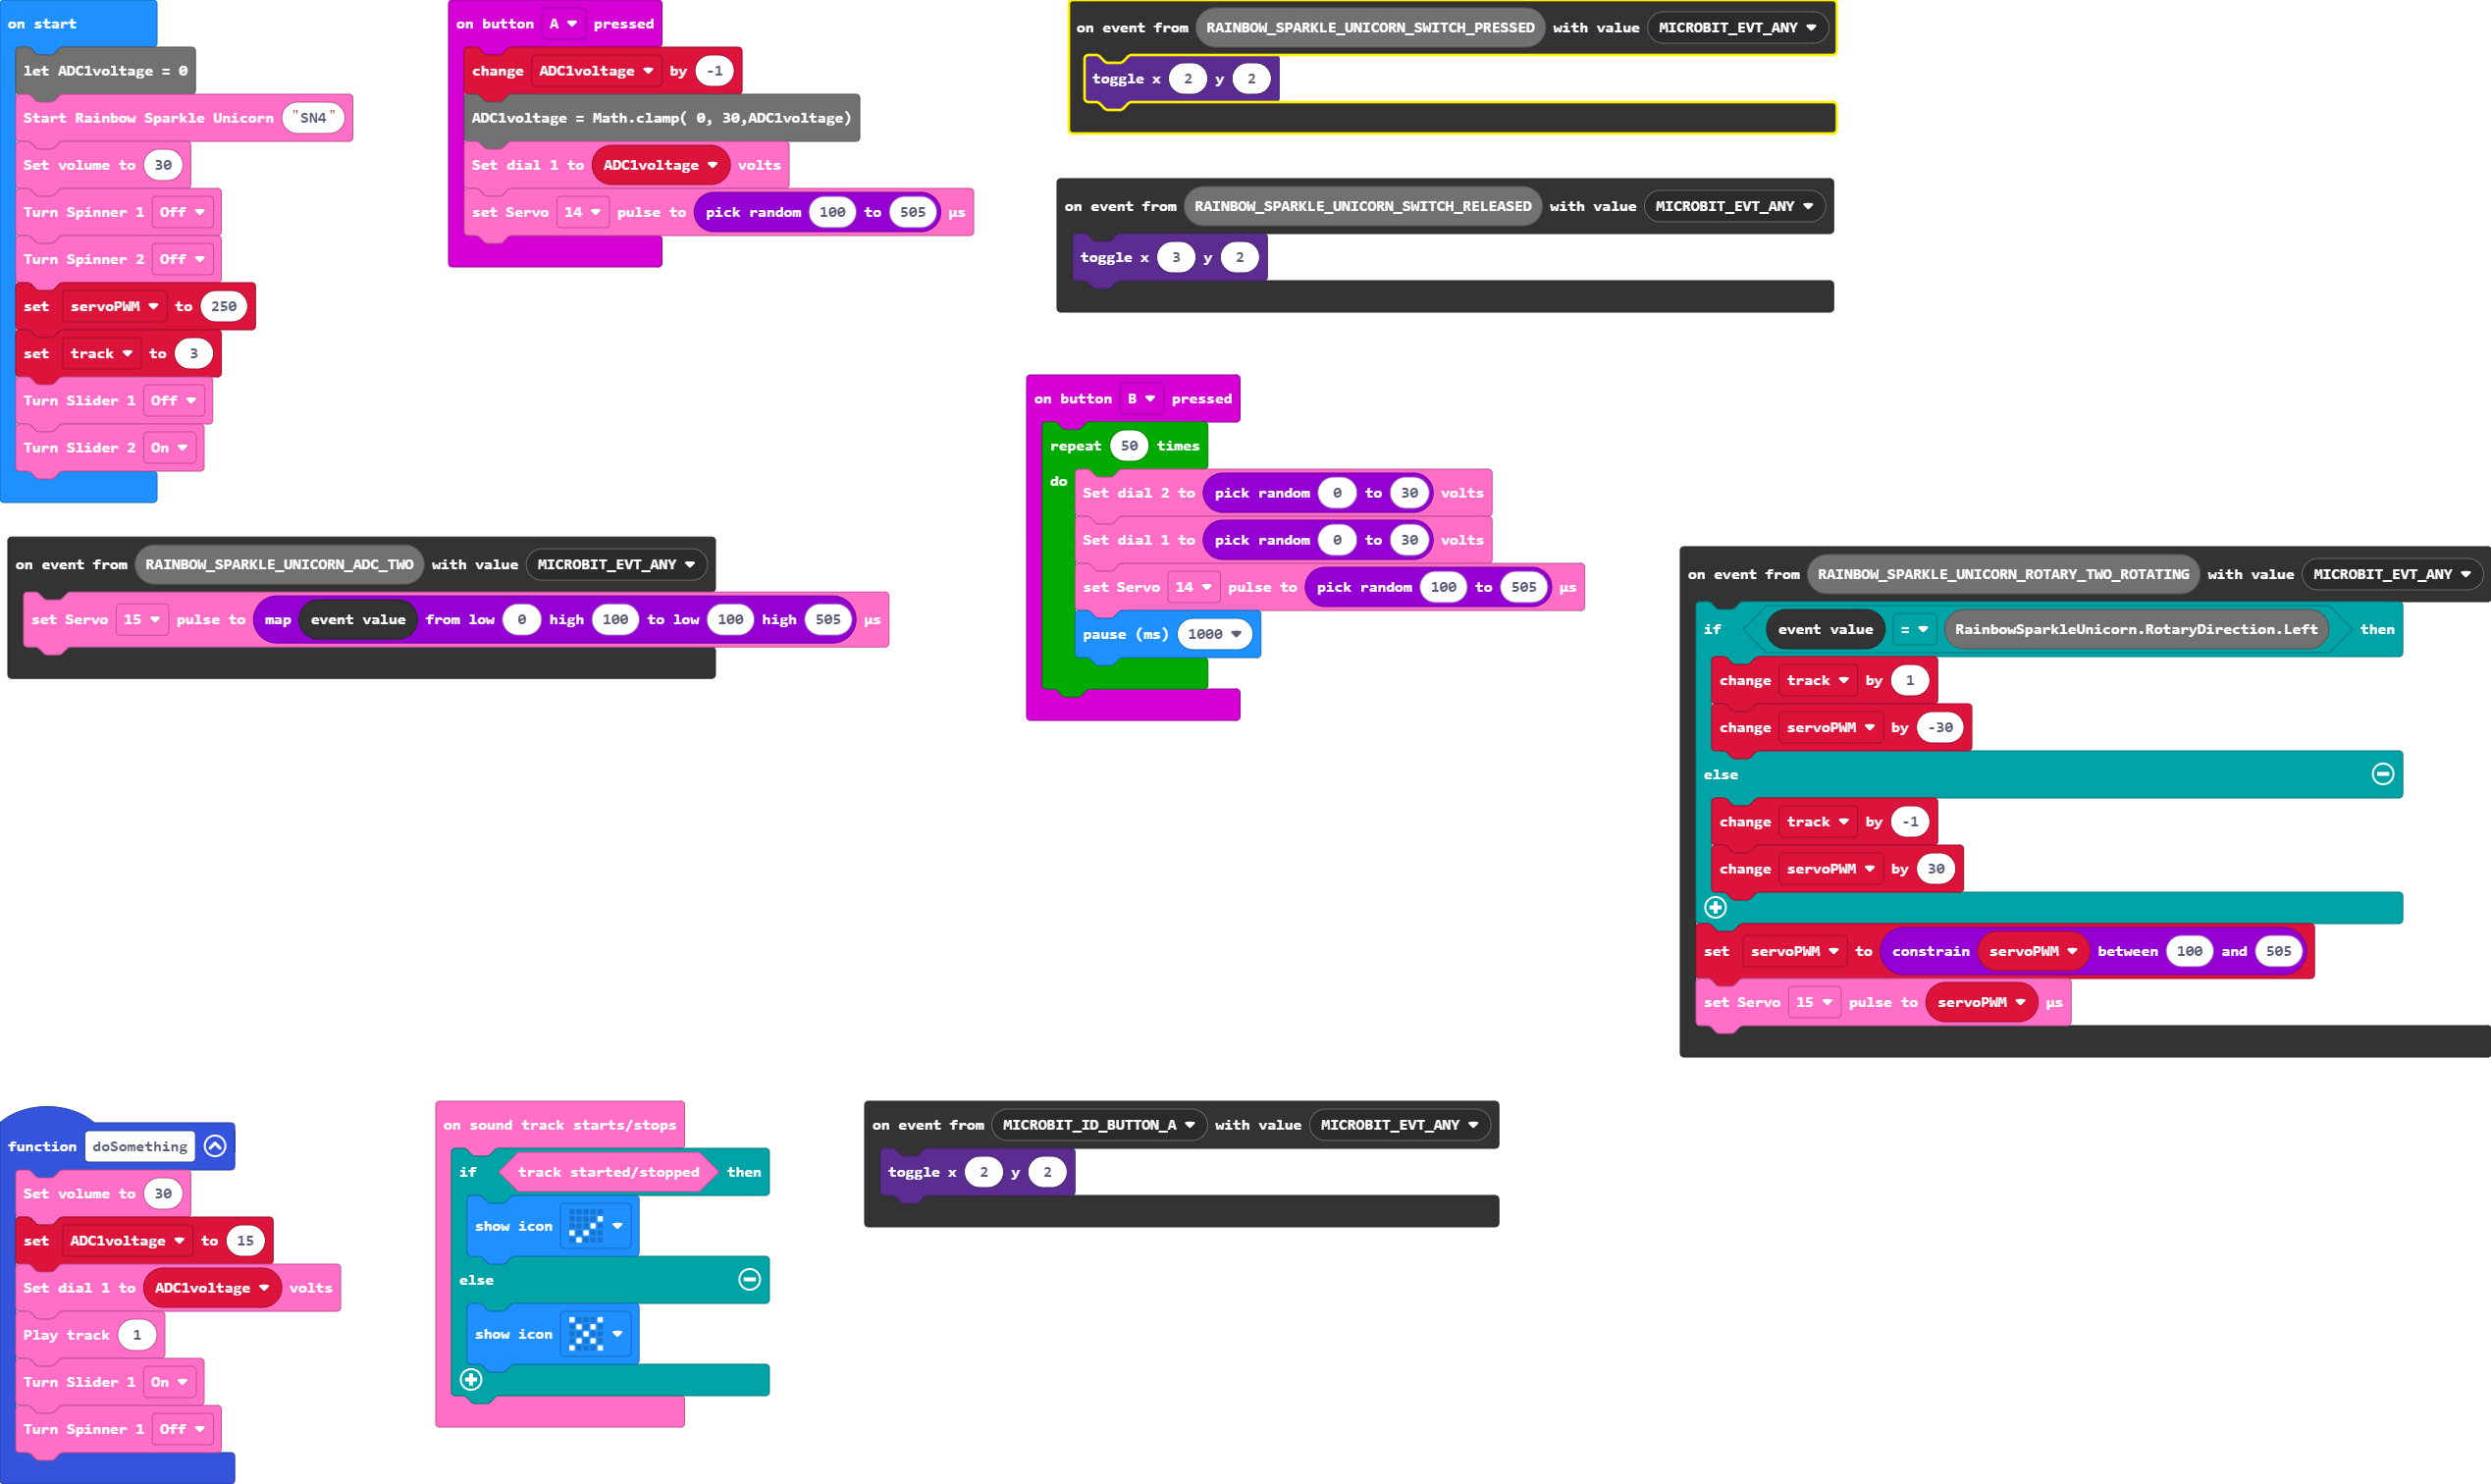 on start
let ADC1voltage = 0
Start Rainbow Sparkle Unicorn "SN4"
Set volume to 30
Turn Spinner 1 Off
Turn Spinner 2 Off
set servoPWM to 250
set track to 3
Turn Slider 1 Off
Turn Slider 2 On
on button A pressed
change ADC1voltage by -1
ADC1voltage = Math.clamp( 0, 30,ADC1voltage)
Set dial 1 to ADC1voltage volts
set Servo 14 pulse to pick random 100 to 505 µs
on event from RAINBOW_SPARKLE_UNICORN_SWITCH_PRESSED with value MICROBIT_EVT_ANY
toggle x 2 y 2
on event from RAINBOW_SPARKLE_UNICORN_SWITCH_RELEASED with value MICROBIT_EVT_ANY
toggle x 3 y 2
on button B pressed
repeat 50 times
do
Set dial 2 to pick random 0 to 30 volts
Set dial 1 to pick random 0 to 30 volts
set Servo 14 pulse to pick random 100 to 505 µs
pause (ms) 1000
on event from RAINBOW_SPARKLE_UNICORN_ADC_TWO with value MICROBIT_EVT_ANY
set Servo 15 pulse to map event value from low 0 high 100 to low 100 high 505 µs
on event from RAINBOW_SPARKLE_UNICORN_ROTARY_TWO_ROTATING with value MICROBIT_EVT_ANY
if event value = RainbowSparkleUnicorn.RotaryDirection.Left then
change track by 1
change servoPWM by -30
else
change track by -1
change servoPWM by 30
set servoPWM to constrain servoPWM between 100 and 505
set Servo 15 pulse to servoPWM µs
function doSomething
Set volume to 30
set ADC1voltage to 15
Set dial 1 to ADC1voltage volts
Play track 1
Turn Slider 1 On
Turn Spinner 1 Off
on sound track starts/stops
if track started/stopped then
show icon
else
show icon
on event from MICROBIT_ID_BUTTON_A with value MICROBIT_EVT_ANY
toggle x 2 y 2